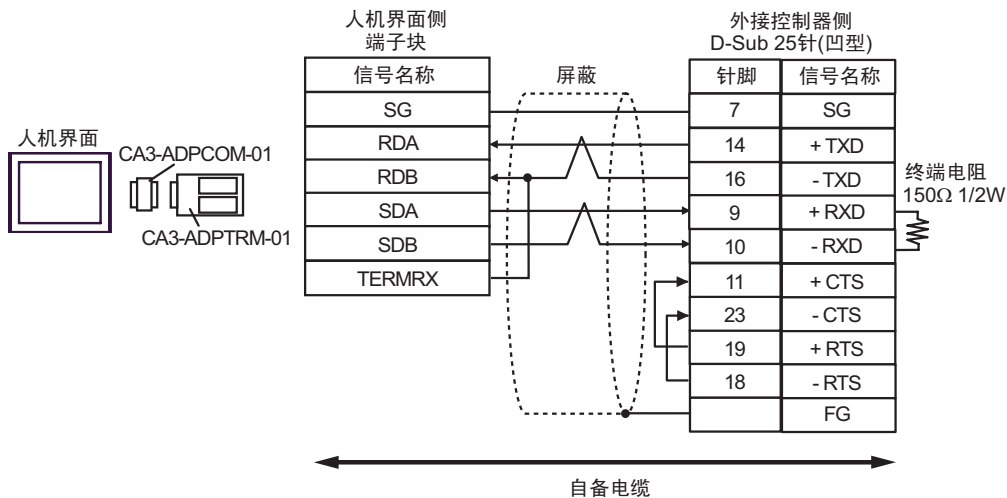 人机界面侧
端子块
外接控制器侧
D-Sub 25针(凹型)
信号名称
屏蔽
针脚 信号名称
SG
7 SG
人机界面
CA3-ADPCOM-01
CA3-ADPTRM-01
RDA
14 +TXD
RDB
16 -TXD
终端电阻
150Ω 1/2W
SDA
9 +RXD
SDB
10 -RXD
TERMRX
11 +CTS
23 -CTS
19 +RTS
18 -RTS
FG
自备电缆